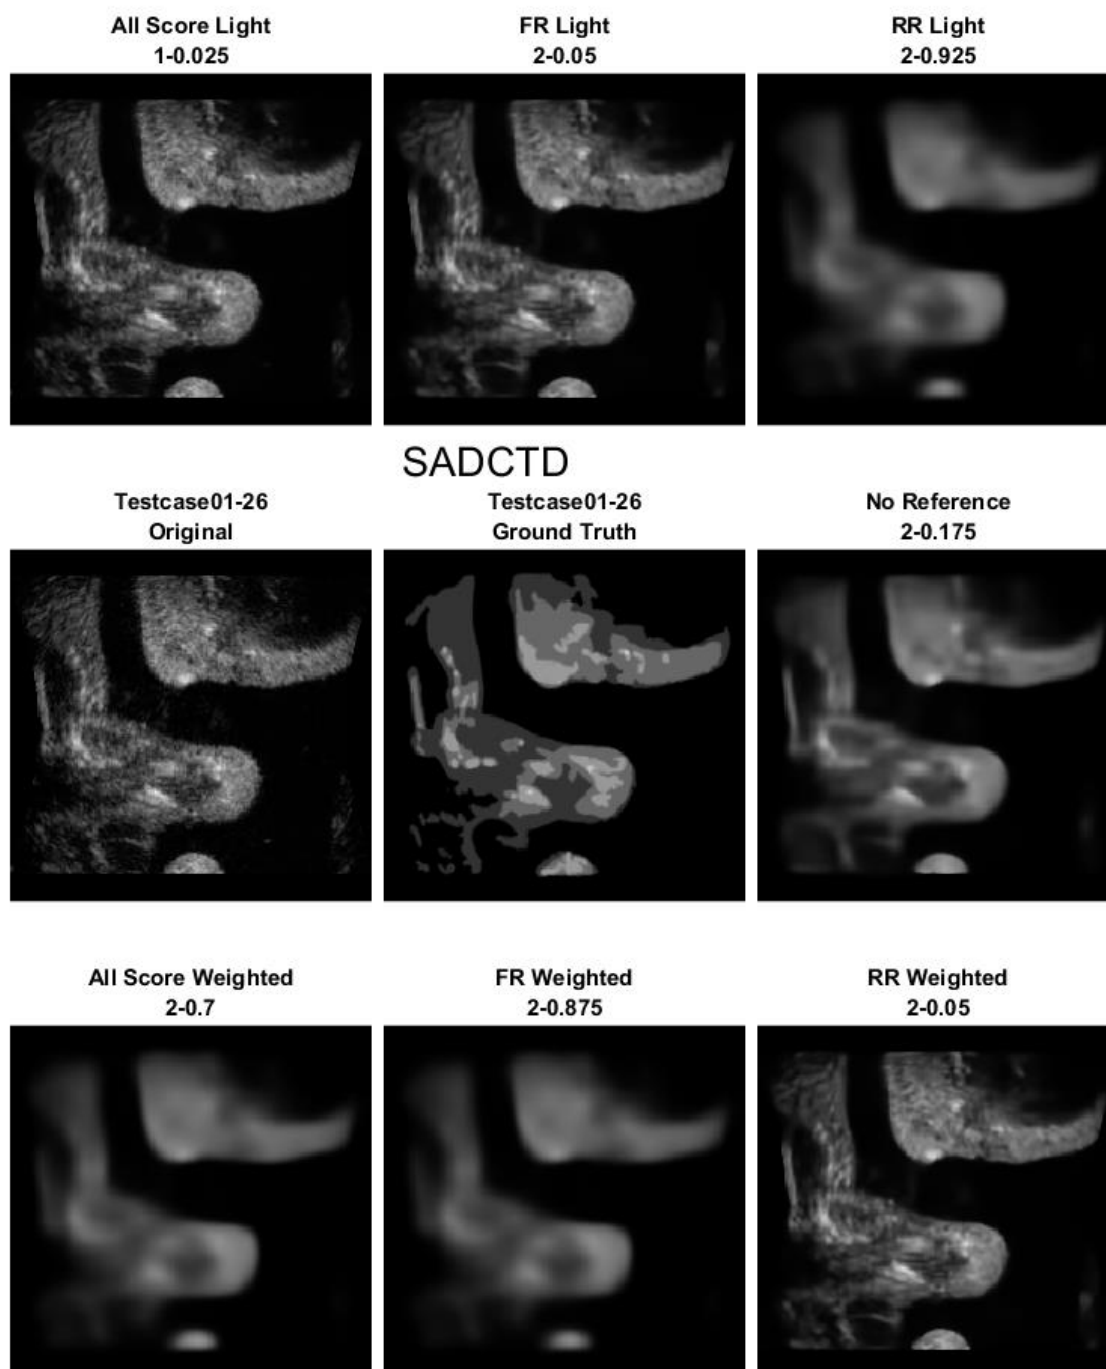 All Score Light
1-0.025
FR Light
2-0.05
RR Light
2-0.925
SADCTD
Testcase01-26
Original
Testcase01-26
Ground Truth
No Reference
2-0.175
All Score Weighted
2-0.7
FR Weighted
2-0.875
RR Weighted
2-0.05